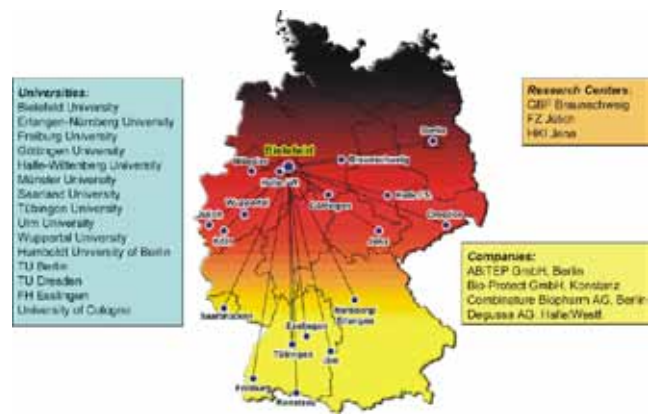 Universities:
Bielefeld University
Erlangen-Nürnberg University
Freiburg University
Göttingen University
Halle-Wittenberg University
Münster University
Saarland University
Tübingen University
Ulm University
Wuppertal University
Humboldt University of Berlin
TU Berlin
TU Dresden
FH Esslingen
University of Cologne
Research Centers:
GBF Braunschweig
FZ Jülich
HKI Jena
Companies:
ABiTEP GmbH, Berlin
Bio-Protect GmbH, Konstanz
Combinature Biopharm AG, Berlin
Degussa AG, Halle/Westf.
Berlin
Bielefeld
Münster
Braunschweig
Halle/W.
Wuppertal
Göttingen
Halle/S.
Dresden
Jülich
Köln
Jena
Saarbrücken
Nürnberg/
Erlangen
Esslingen
Tübingen
Ulm
Freiburg
Konstanz